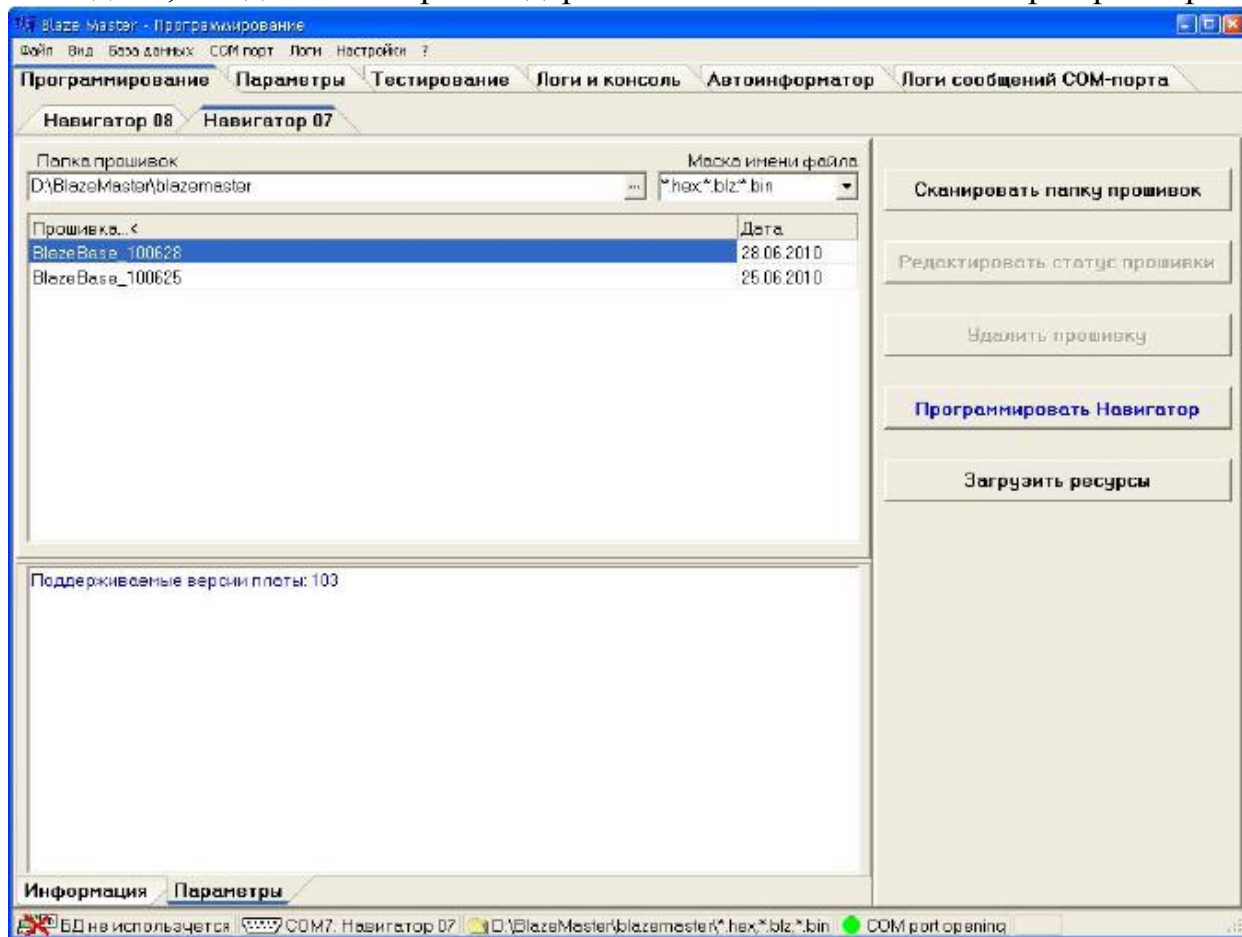 Blaze Master - Программирование
Файл Вид База данных COM порт Логи Настройки ?
Программирование Параметры Тестирование Логи и консоль Автоинформатор Логи сообщений COM-порта
Навигатор 08 Навигатор 07
Папка прошивок Маска имени файла
D:\BlazeMaster\blazemaster ... *.hex;*.blz;*.bin
Сканировать папку прошивок
Прошивка...< Дата
BlazeBase_100628 28.06.2010
BlazeBase_100625 25.06.2010
Редактировать статус прошивки
Удалить прошивку
Программировать Навигатор
Загрузить ресурсы
Поддерживаемые версии платы: 103
Информация Параметры
БД не используется COM7. Навигатор 07 D:\BlazeMaster\blazemaster\*.hex;*.blz;*.bin COM port opening